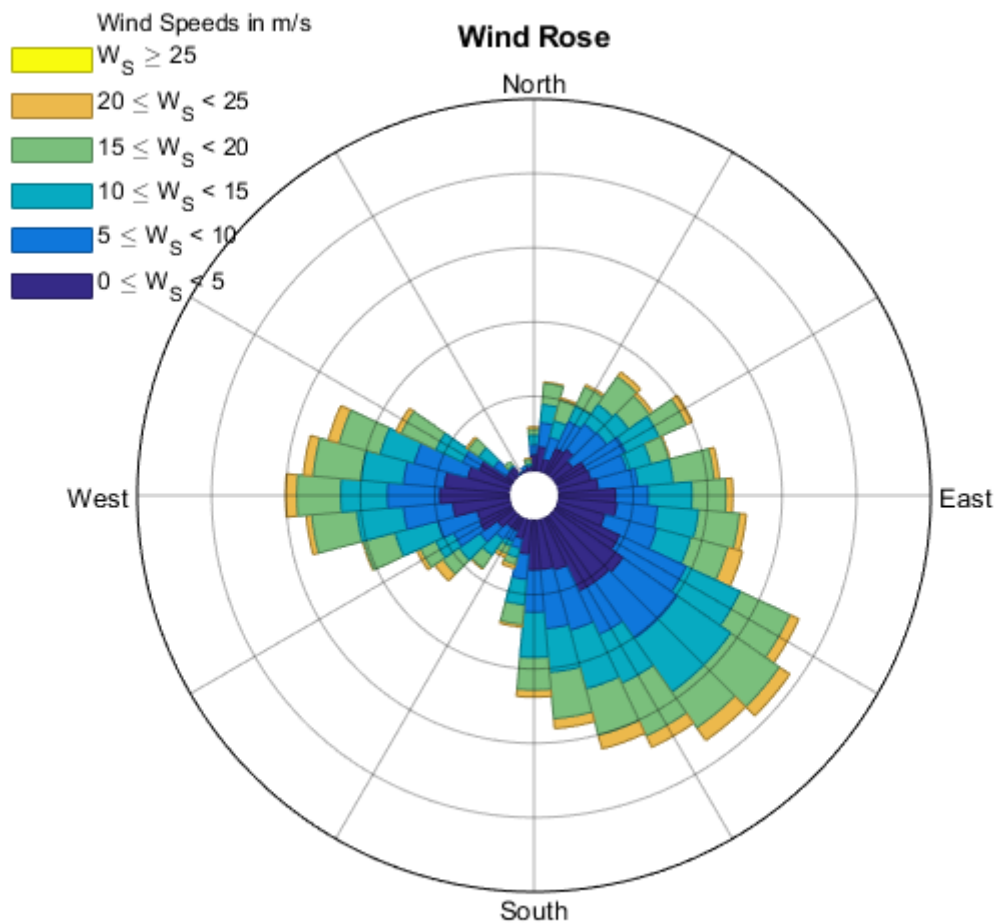 Wind Speeds in m/s
Wind Rose
W_S ≥ 25
20 ≤ W_S < 25
15 ≤ W_S < 20
10 ≤ W_S < 15
5 ≤ W_S < 10
0 ≤ W_S < 5
North
West
East
South